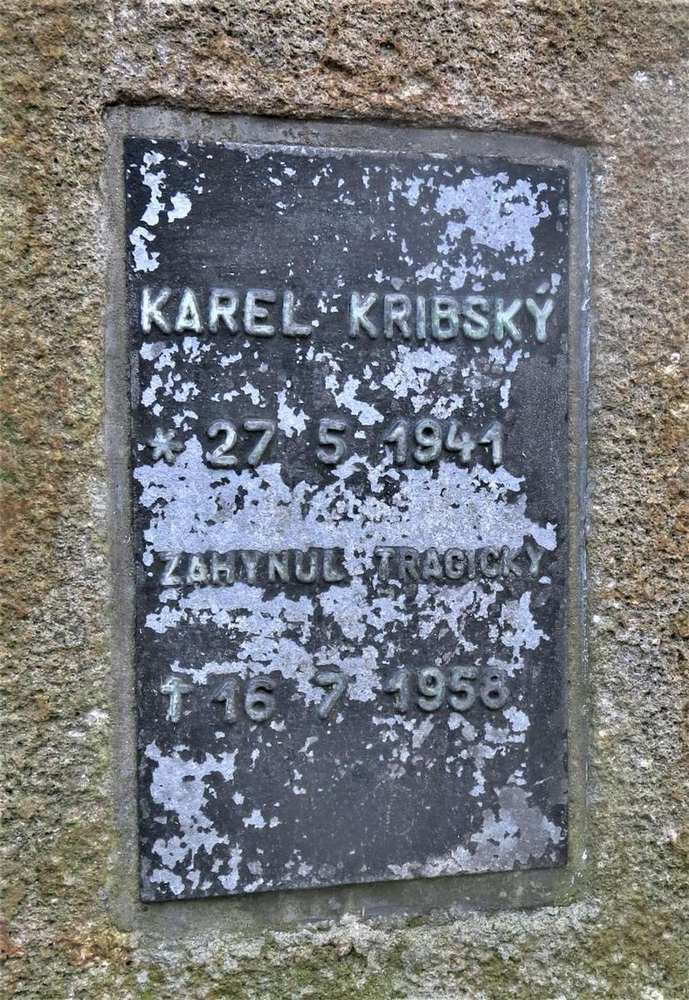 KAREL KŘIBSKÝ
* 27 5 1941
ZAHYNUL TRAGICKY
† 16 7 1958